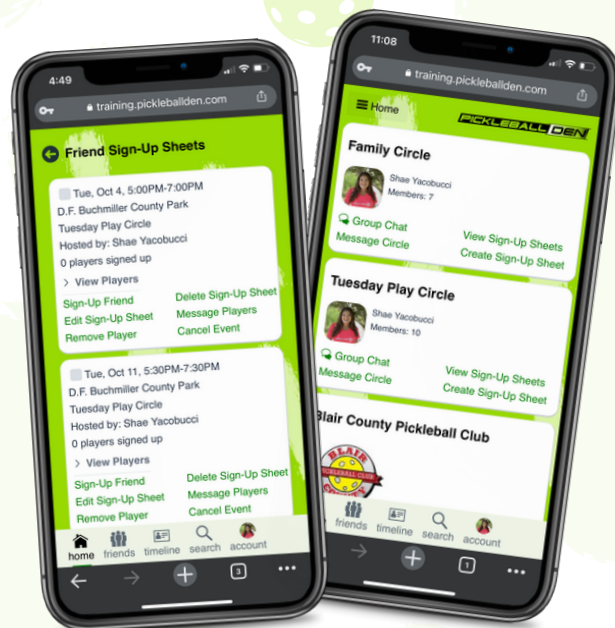 4:49
training.pickleballden.com
Friend Sign-Up Sheets
Tue, Oct 4, 5:00PM-7:00PM
D.F. Buchmiller County Park
Tuesday Play Circle
Hosted by: Shae Yacobucci
0 players signed up
> View Players
Sign-Up Friend Delete Sign-Up Sheet
Edit Sign-Up Sheet Message Players
Remove Player Cancel Event
Tue, Oct 11, 5:30PM-7:30PM
D.F. Buchmiller County Park
Tuesday Play Circle
Hosted by: Shae Yacobucci
0 players signed up
> View Players
Sign-Up Friend Delete Sign-Up Sheet
Edit Sign-Up Sheet Message Players
Remove Player Cancel Event
home friends timeline search account
3
11:08
training.pickleballden.com
Home PICKLEBALL DEN
Family Circle
Shae Yacobucci
Members: 7
Group Chat View Sign-Up Sheets
Message Circle Create Sign-Up Sheet
Tuesday Play Circle
Shae Yacobucci
Members: 10
Group Chat View Sign-Up Sheets
Message Circle Create Sign-Up Sheet
Blair County Pickleball Club
BLAIR
PICKLEBALL CLUB
COUNTY
friends timeline search account
1